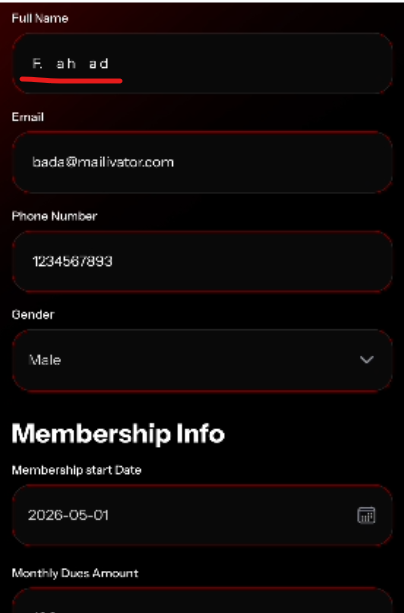 Full Name
F. ah ad
Email
bada@mailivator.com
Phone Number
1234567893
Gender
Male
Membership Info
Membership start Date
2026-05-01
Monthly Dues Amount